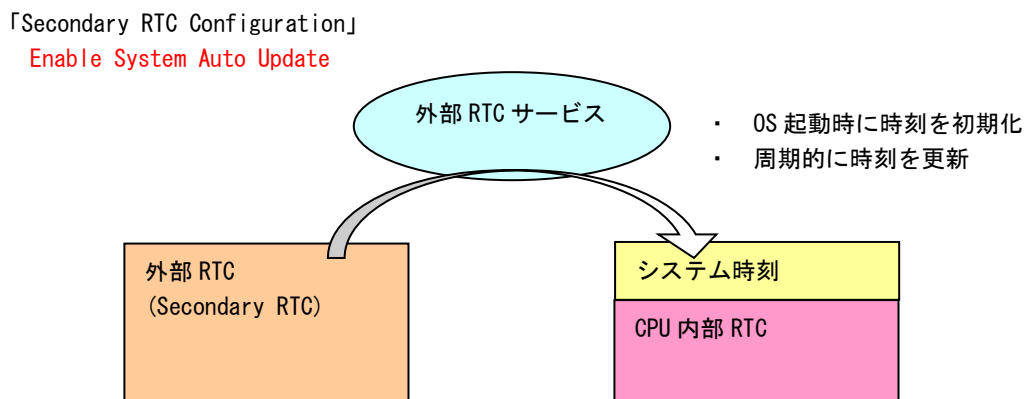 「Secondary RTC Configuration」
Enable System Auto Update
外部 RTC サービス
・ OS 起動時に時刻を初期化
・ 周期的に時刻を更新
外部 RTC
(Secondary RTC)
システム時刻
CPU 内部 RTC